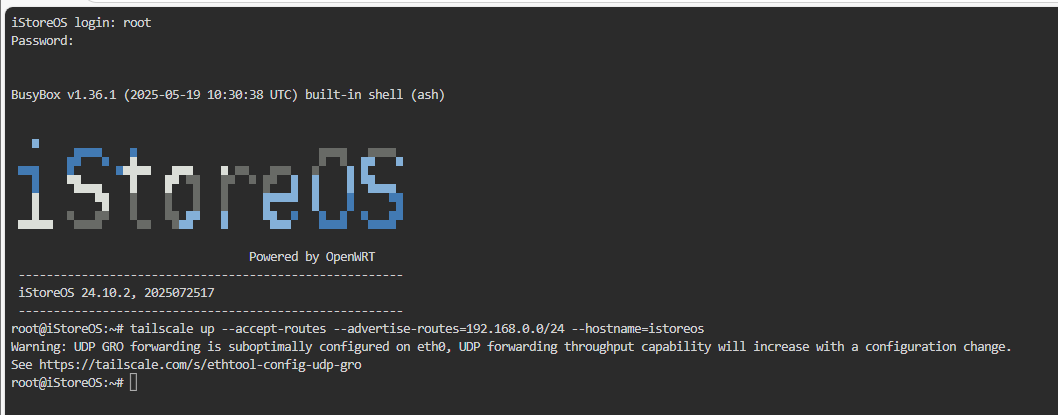 iStoreOS login: root
Password:
BusyBox v1.36.1 (2025-05-19 10:30:38 UTC) built-in shell (ash)
iStoreOS
Powered by OpenWRT
-------------------------------------------------------
iStoreOS 24.10.2, 2025072517
-------------------------------------------------------
root@iStoreOS:~# tailscale up --accept-routes --advertise-routes=192.168.0.0/24 --hostname=istoreos
Warning: UDP GRO forwarding is suboptimally configured on eth0, UDP forwarding throughput capability will increase with a configuration change.
See https://tailscale.com/s/ethtool-config-udp-gro
root@iStoreOS:~#